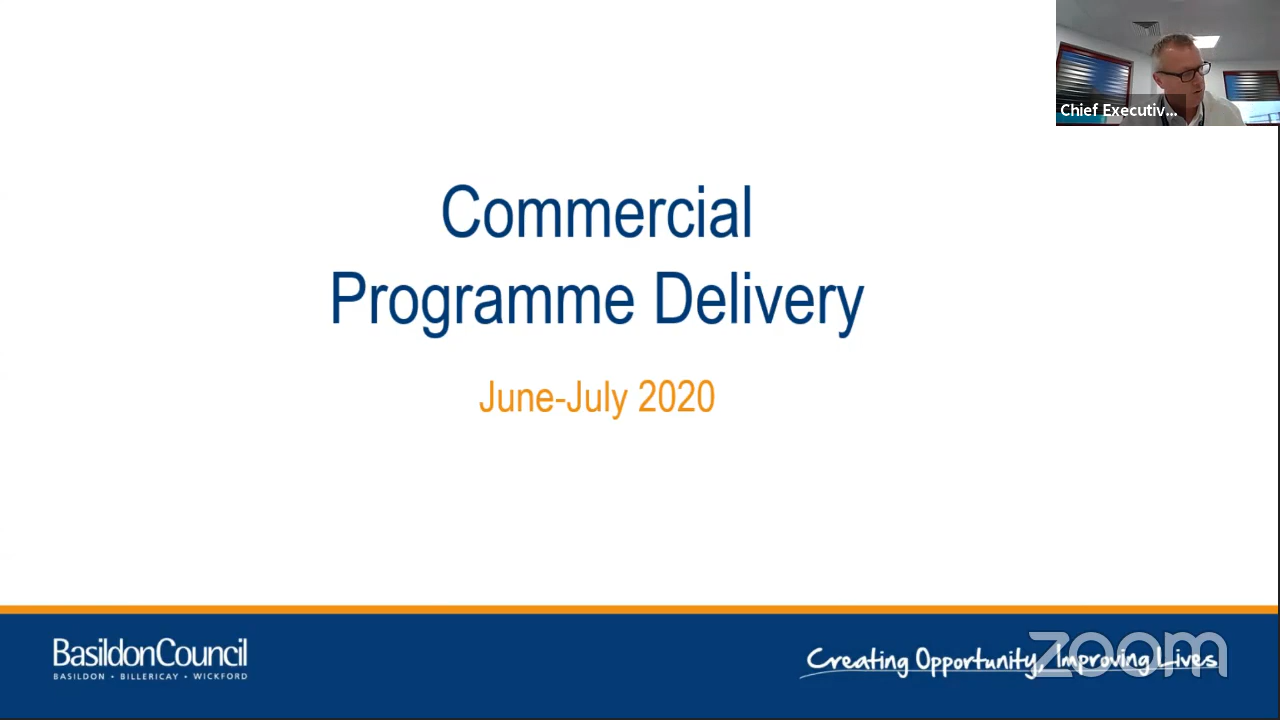 Chief Executiv...
Commercial
Programme Delivery
June-July 2020
BasildonCouncil
BASILDON • BILLERICAY • WICKFORD
Creating Opportunity, Improving Lives
zoom